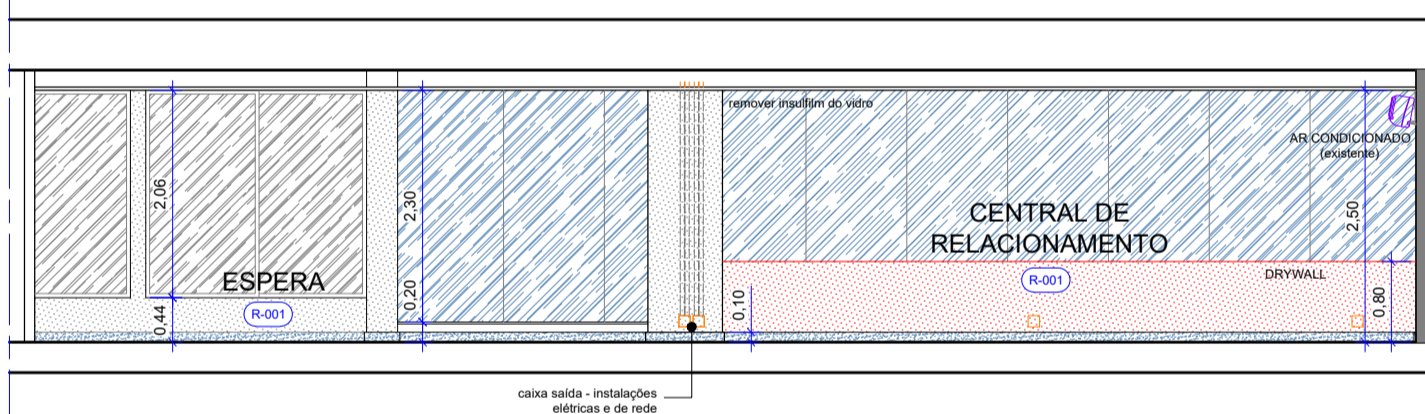 remover insulfilm do vidro
AR CONDICIONADO
(existente)
2,06
2,30
2,50
CENTRAL DE
RELACIONAMENTO
ESPERA
DRYWALL
R-001
R-001
0,44
0,20
0,10
0,80
caixa saída - instalações
elétricas e de rede